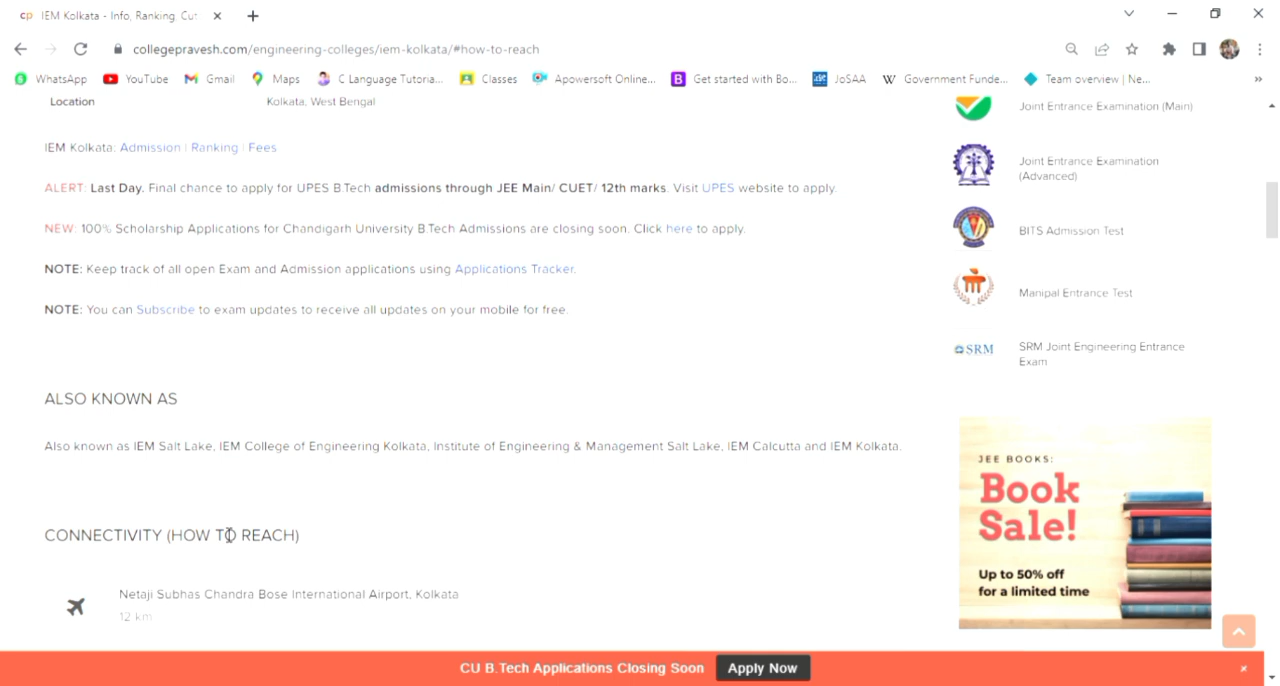 IEM Kolkata - Info, Ranking, Cut
collegepravesh.com/engineering-colleges/iem-kolkata/#how-to-reach
WhatsApp YouTube Gmail Maps C Language Tutoria... Classes Apowersoft Online... Get started with Bo... JoSAA Government Funde... Team overview | Ne... »
Location Kolkata, West Bengal
IEM Kolkata: Admission | Ranking | Fees
ALERT: Last Day. Final chance to apply for UPES B.Tech admissions through JEE Main/ CUET/ 12th marks. Visit UPES website to apply.
NEW: 100% Scholarship Applications for Chandigarh University B.Tech Admissions are closing soon. Click here to apply.
NOTE: Keep track of all open Exam and Admission applications using Applications Tracker.
NOTE: You can Subscribe to exam updates to receive all updates on your mobile for free.
ALSO KNOWN AS
Also known as IEM Salt Lake, IEM College of Engineering Kolkata, Institute of Engineering & Management Salt Lake, IEM Calcutta and IEM Kolkata.
CONNECTIVITY (HOW TO REACH)
Netaji Subhas Chandra Bose International Airport, Kolkata
12 km
Joint Entrance Examination (Main)
Joint Entrance Examination
(Advanced)
BITS Admission Test
Manipal Entrance Test
SRM
SRM Joint Engineering Entrance
Exam
JEE BOOKS:
Book
Sale!
Up to 50% off
for a limited time
CU B.Tech Applications Closing Soon Apply Now ×